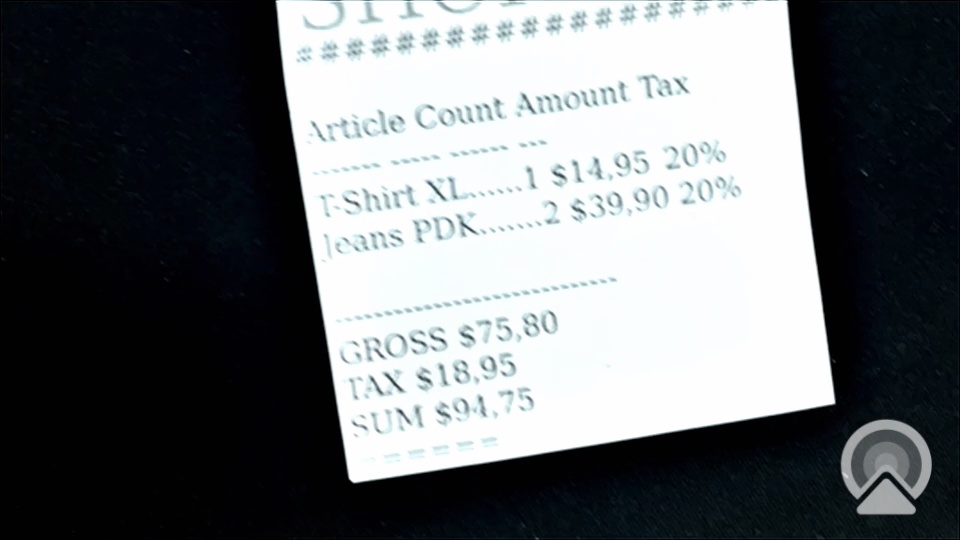 ####################
Article Count Amount Tax
------- ----- ------ ---
T-Shirt XL......1 $14,95 20%
Jeans PDK.......2 $39,90 20%
----------------------------
GROSS $75,80
TAX $18,95
SUM $94,75
======